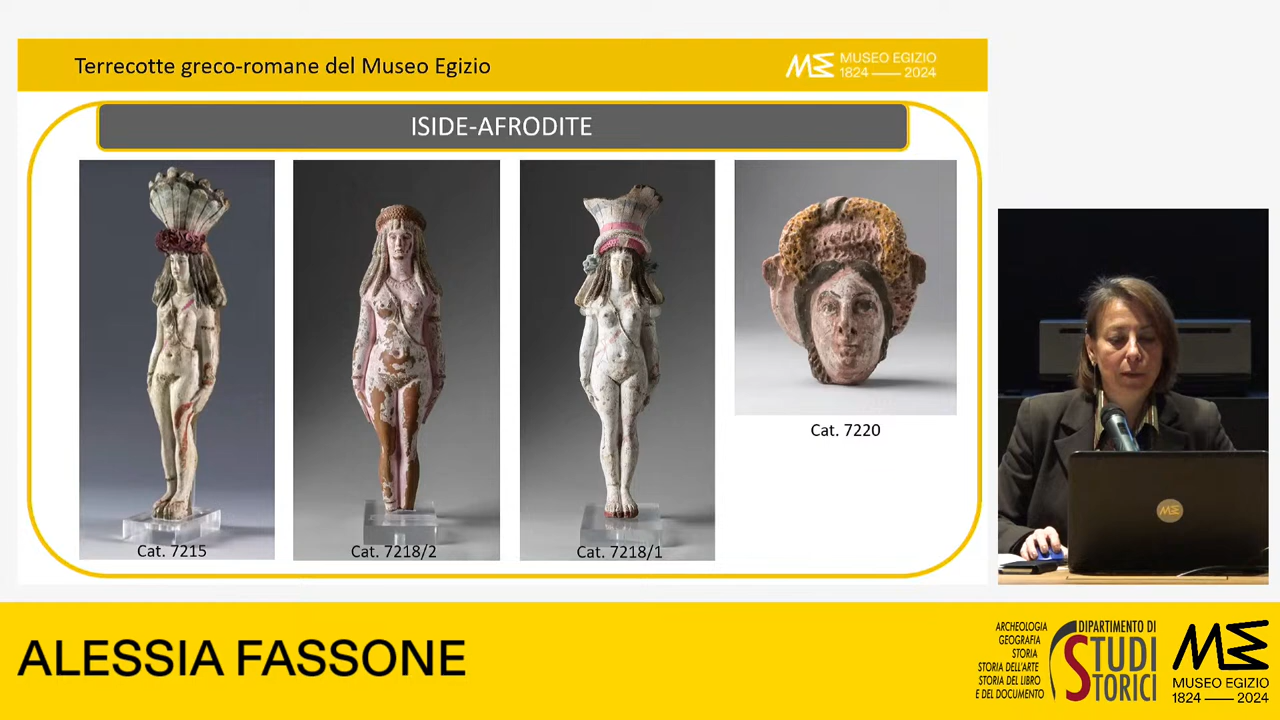 Terrecotte greco-romane del Museo Egizio
MUSEO EGIZIO
1824 — 2024
ISIDE-AFRODITE
Cat. 7215
Cat. 7218/2
Cat. 7218/1
Cat. 7220
ALESSIA FASSONE
ARCHEOLOGIA
GEOGRAFIA
STORIA
STORIA DELL'ARTE
STORIA DEL LIBRO
E DEL DOCUMENTO
DIPARTIMENTO DI
STUDI
STORICI
ME
MUSEO EGIZIO
1824 — 2024